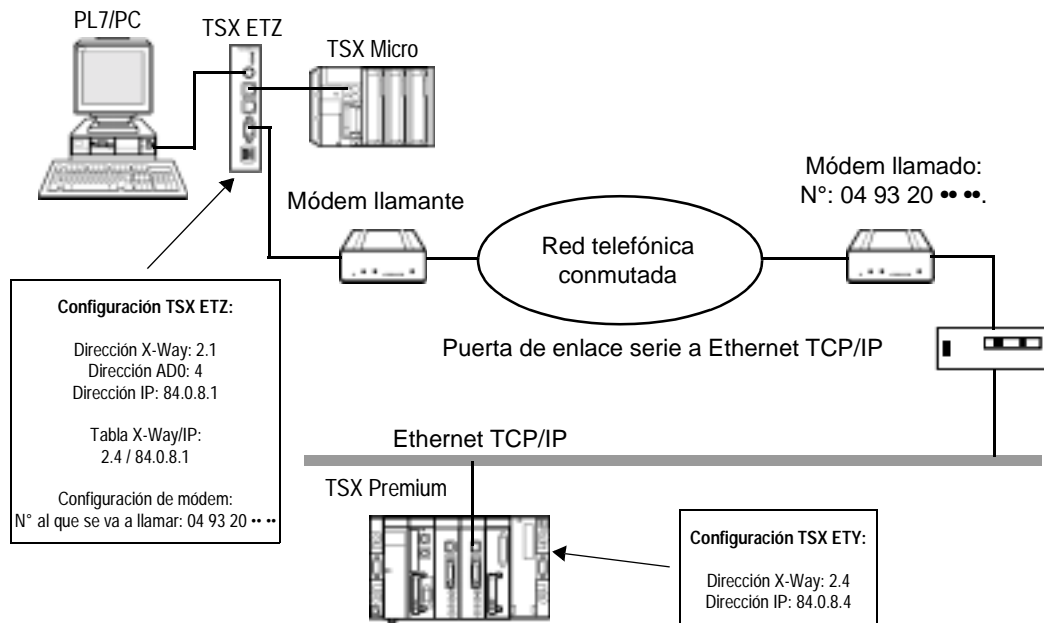 PL7/PC
TSX ETZ
TSX Micro
Módem llamado:
N°: 04 93 20 •• ••.
Módem llamante
Red telefónica
conmutada
Configuración TSX ETZ:
Dirección X-Way: 2.1
Dirección AD0: 4
Dirección IP: 84.0.8.1
Tabla X-Way/IP:
2.4 / 84.0.8.1
Configuración de módem:
N° al que se va a llamar: 04 93 20 •• ••
Puerta de enlace serie a Ethernet TCP/IP
Ethernet TCP/IP
TSX Premium
Configuración TSX ETY:
Dirección X-Way: 2.4
Dirección IP: 84.0.8.4